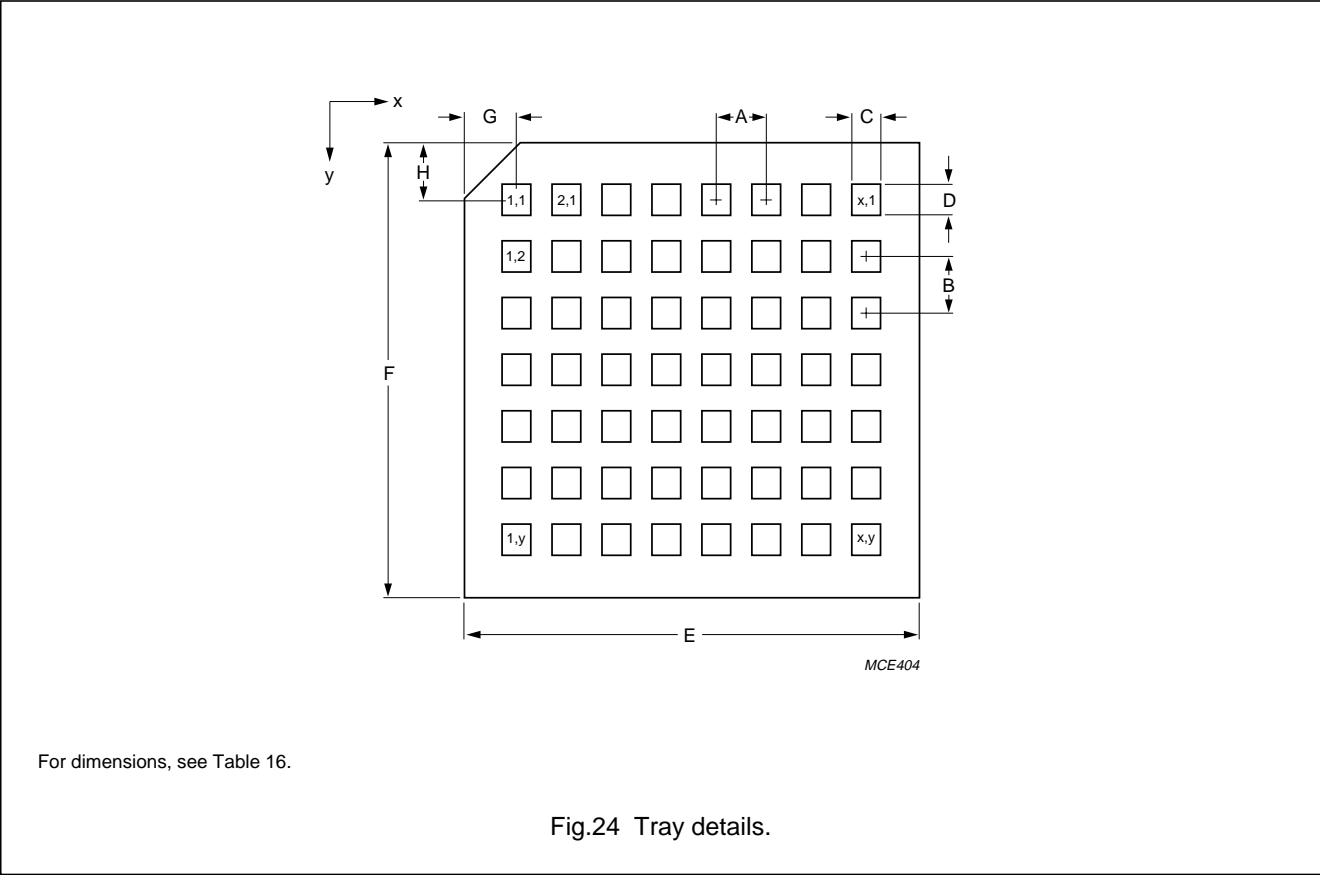 x
G
A
C
y
H
1,1
2,1
x,1
D
1,2
B
F
1,y
x,y
E
MCE404
For dimensions, see Table 16.
Fig.24 Tray details.